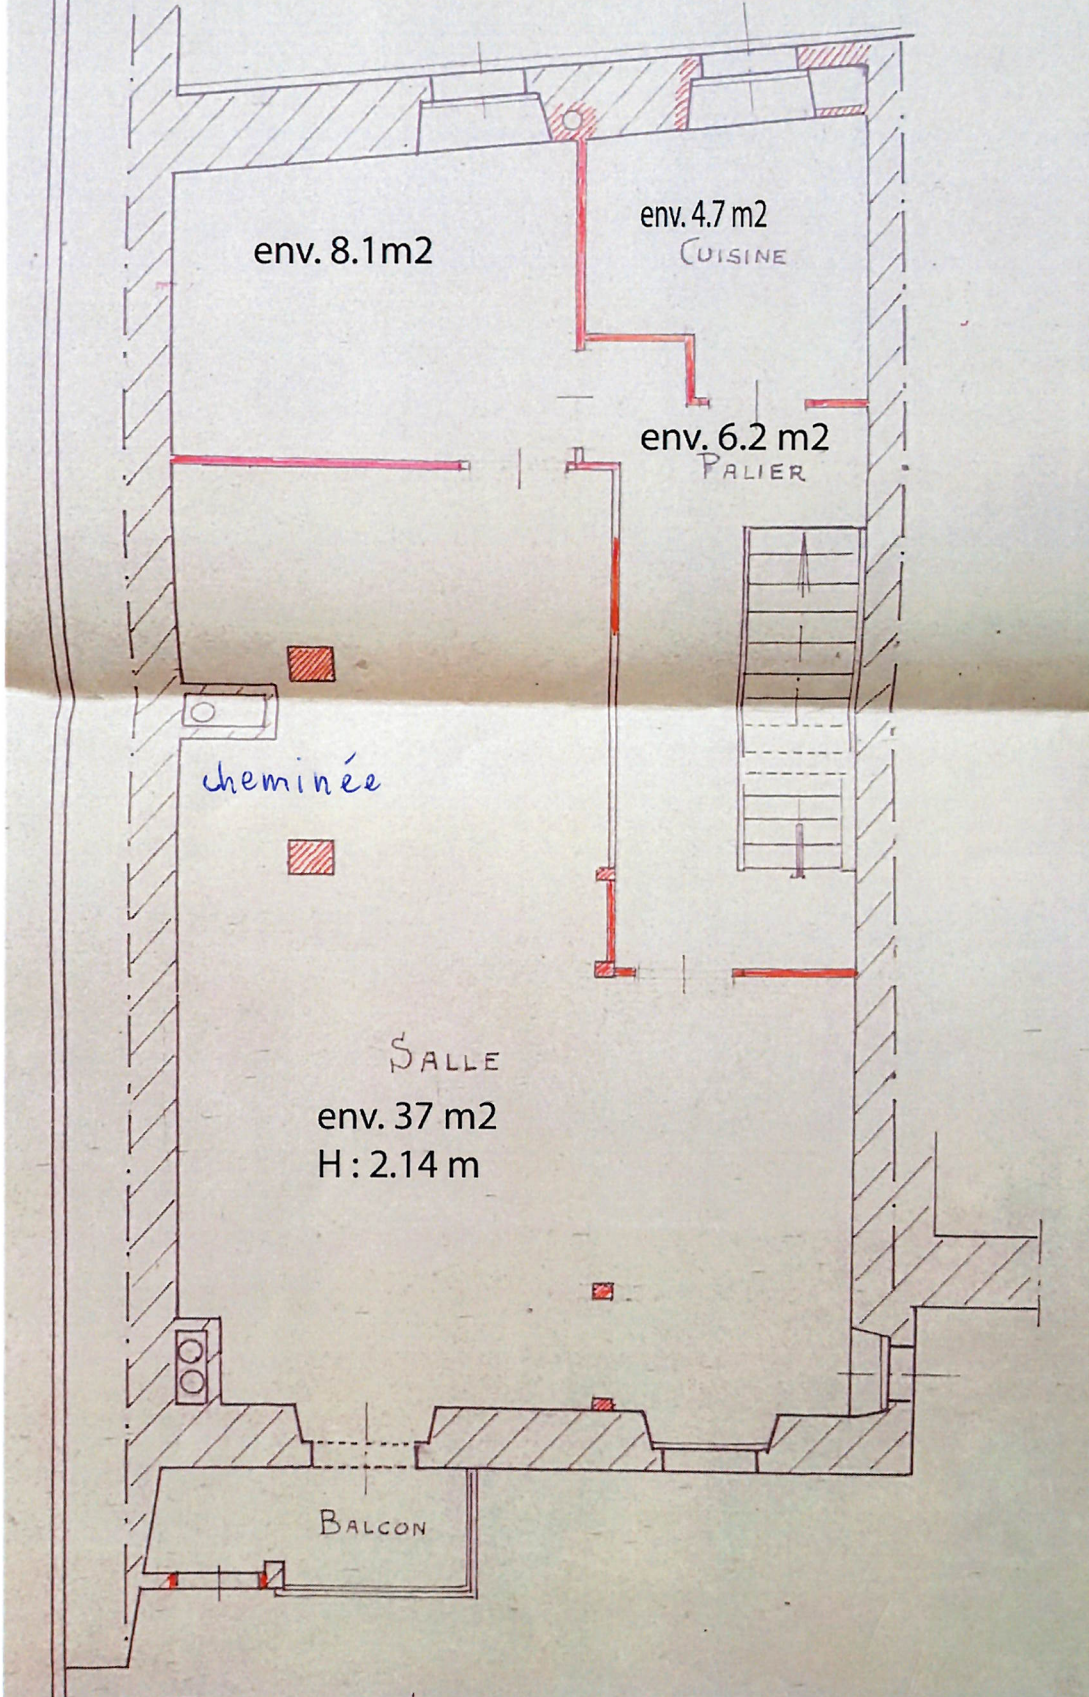 env. 4.7 m2
CUISINE
env. 8.1m2
env. 6.2 m2
PALIER
cheminée
SALLE
env. 37 m2
H : 2.14 m
BALCON